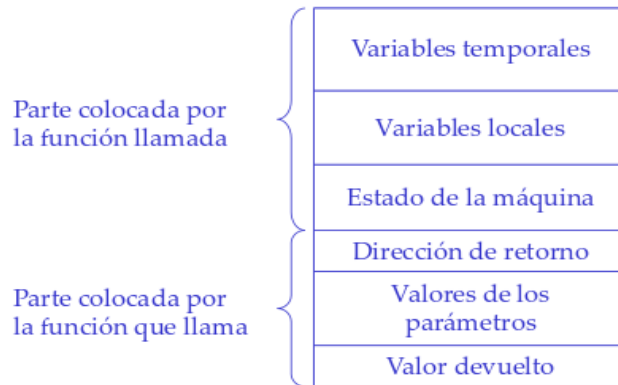 Variables temporales
Parte colocada por
la función llamada
Variables locales
Estado de la máquina
Dirección de retorno
Parte colocada por
la función que llama
Valores de los
parámetros
Valor devuelto